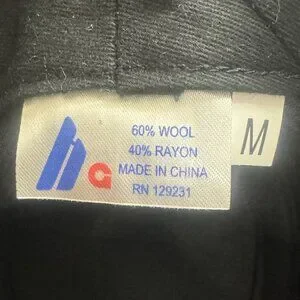 60% WOOL
40% RAYON
MADE IN CHINA
RN 129231
M